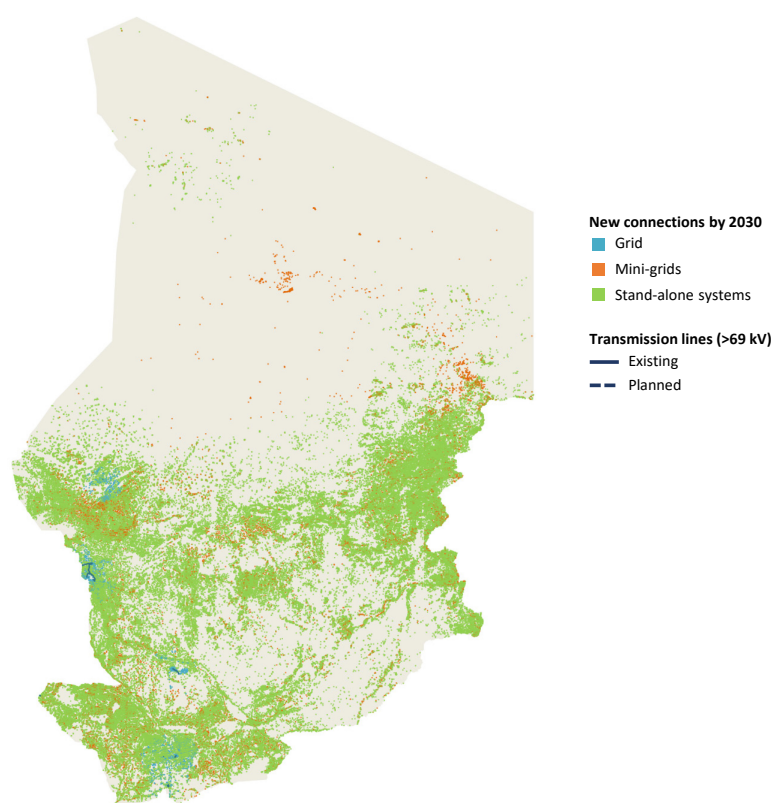 New connections by 2030
Grid
Mini-grids
Stand-alone systems
Transmission lines (>69 kV)
Existing
Planned